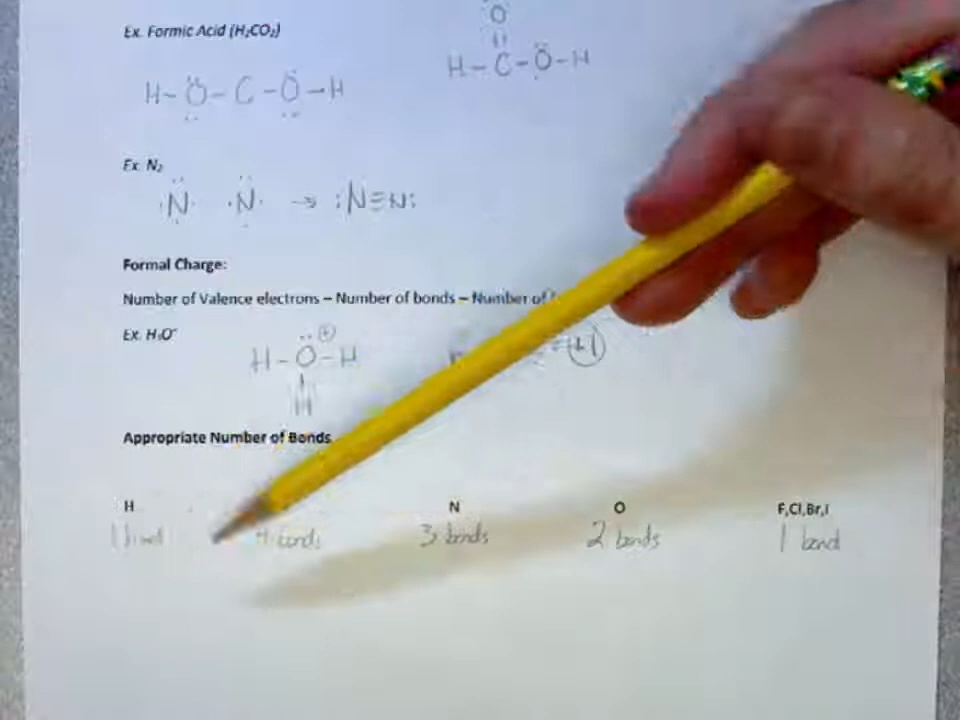 Ex. Formic Acid (H₂CO₂)
O
H-C-Ö-H
H-Ö-C-Ö-H
Ex. N₂
·N· ·N· → :N≡N:
Formal Charge:
Number of Valence electrons – Number of bonds – Number of
Ex. H₃O⁺
H-Ö-H ⊕
H
=+1
Appropriate Number of Bonds
H N O F,Cl,Br,I
1 bond 4 bonds 3 bonds 2 bonds 1 bond